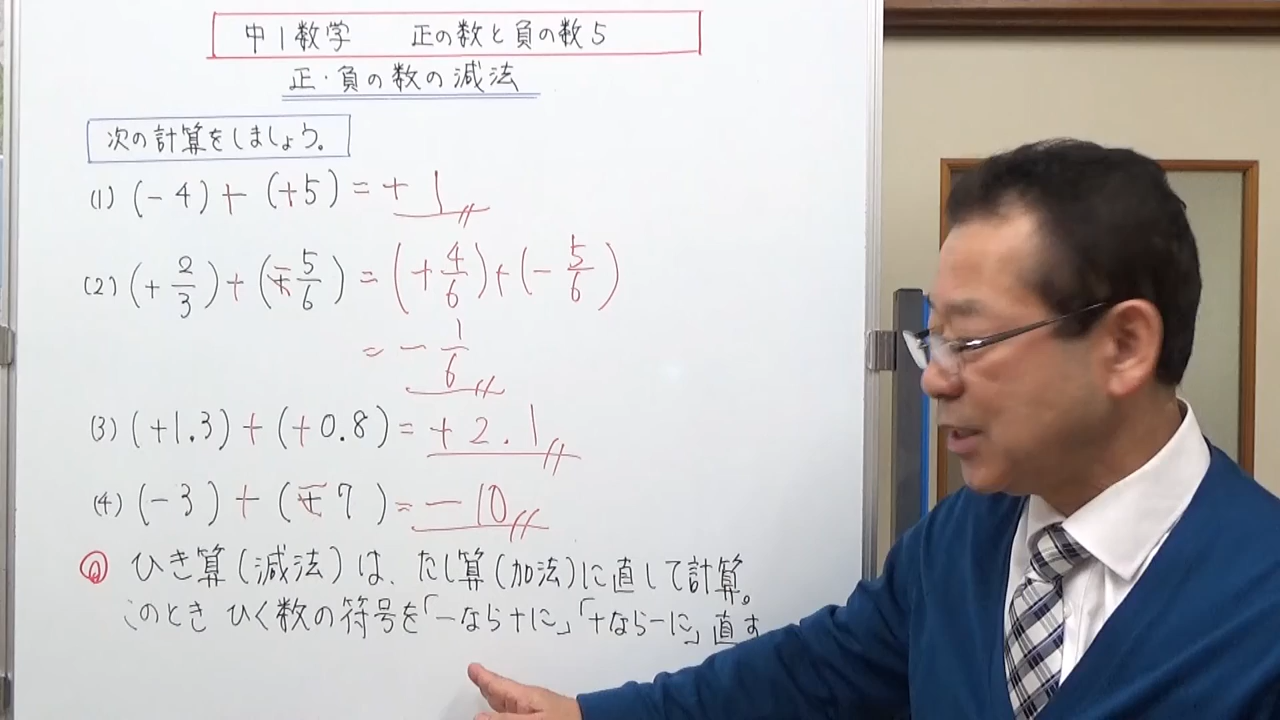 中1数学 正の数と負の数5
正・負の数の減法
次の計算をしましょう。
(1) (-4)+(+5)=+1
(2) (+2/3)+(-5/6)=(+4/6)+(-5/6)
=-1/6
(3) (+1.3)+(+0.8)=+2.1
(4) (-3)+(-7)=-10
ひき算(減法)は、たし算(加法)に直して計算。
このとき ひく数の符号を「-なら+に」「+なら-に」直す